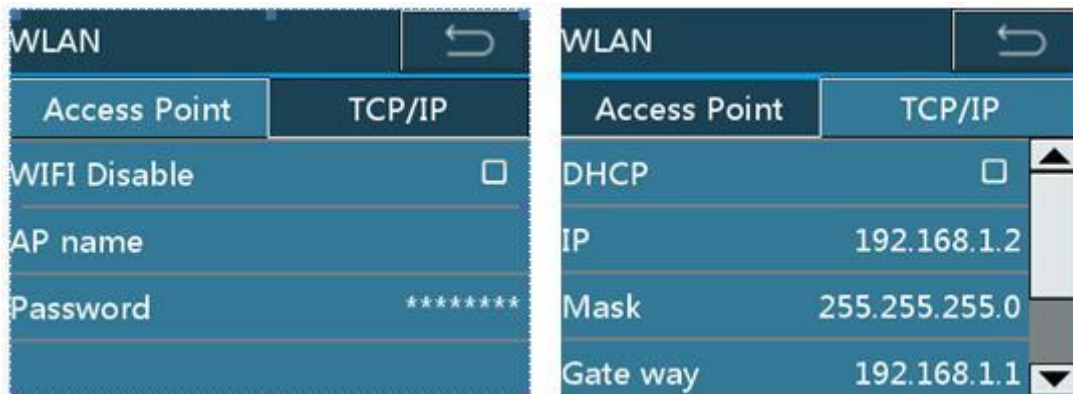 WLAN
Access Point TCP/IP
WIFI Disable
AP name
Password ********
WLAN
Access Point TCP/IP
DHCP
IP 192.168.1.2
Mask 255.255.255.0
Gate way 192.168.1.1